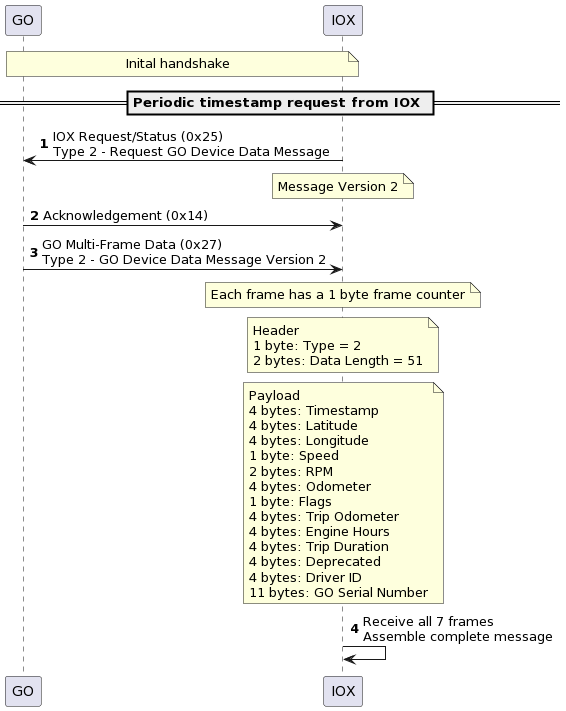 GO
IOX
Inital handshake
Periodic timestamp request from IOX
1 IOX Request/Status (0x25)
Type 2 - Request GO Device Data Message
Message Version 2
2 Acknowledgement (0x14)
3 GO Multi-Frame Data (0x27)
Type 2 - GO Device Data Message Version 2
Each frame has a 1 byte frame counter
Header
1 byte: Type = 2
2 bytes: Data Length = 51
Payload
4 bytes: Timestamp
4 bytes: Latitude
4 bytes: Longitude
1 byte: Speed
2 bytes: RPM
4 bytes: Odometer
1 byte: Flags
4 bytes: Trip Odometer
4 bytes: Engine Hours
4 bytes: Trip Duration
4 bytes: Deprecated
4 bytes: Driver ID
11 bytes: GO Serial Number
4 Receive all 7 frames
Assemble complete message
GO
IOX